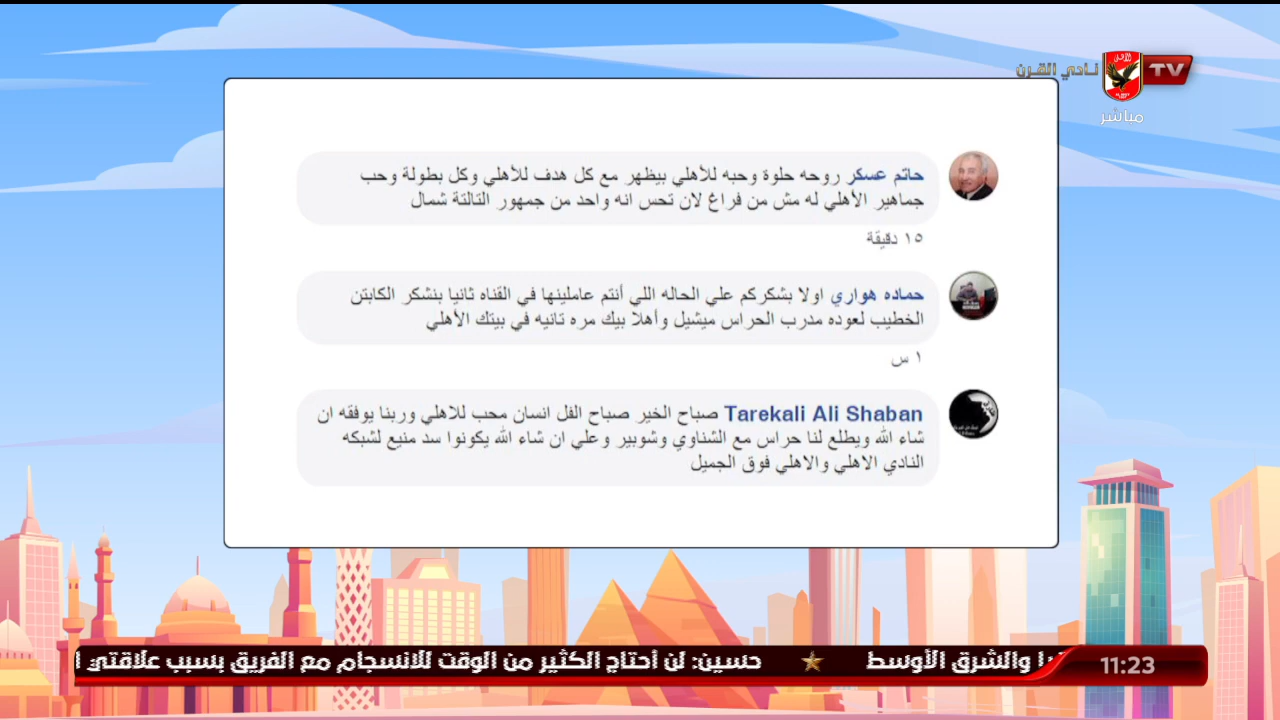 نادي القرن
TV
مباشر
حاتم عسكر روحه حلوة وحبه للأهلي بيظهر مع كل هدف للأهلي وكل بطولة وحب
جماهير الأهلي له مش من فراغ لان تحس انه واحد من جمهور التالتة شمال
١٥ دقيقة
حماده هواري اولا بشكركم علي الحاله اللي أنتم عاملينها في القناه ثانيا بنشكر الكابتن
الخطيب لعوده مدرب الحراس ميشيل وأهلا بيك مره تانيه في بيتك الأهلي
١ س
Tarekali Ali Shaban صباح الخير صباح الفل انسان محب للاهلي وربنا يوفقه ان
شاء الله ويطلع لنا حراس مع الشناوي وشوبير وعلي ان شاء الله يكونوا سد منيع لشبكه
النادي الاهلي والاهلي فوق الجميل
والشرق الأوسط ★ حسين: لن أحتاج الكثير من الوقت للانسجام مع الفريق بسبب علاقتي
11:23